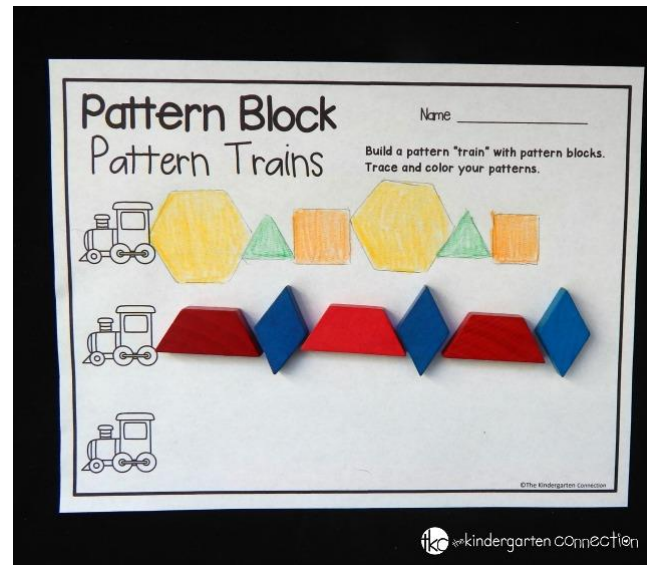 Pattern Block
Pattern Trains
Name
Build a pattern "train" with pattern blocks.
Trace and color your patterns.
©The Kindergarten Connection
tkc the kindergarten connection